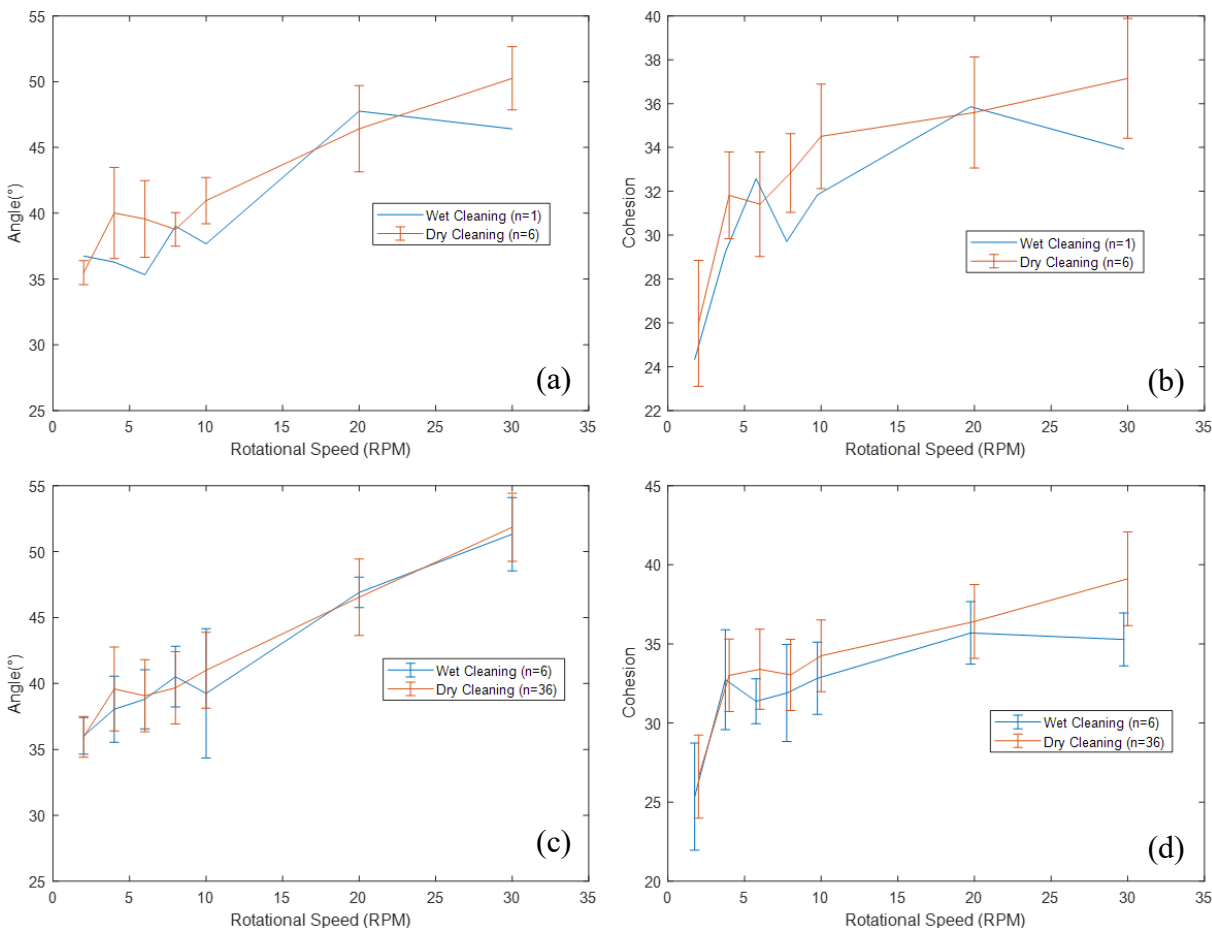 55
50
45
40
35
30
25
Angle(°)
0 5 10 15 20 25 30 35
Rotational Speed (RPM)
Wet Cleaning (n=1)
Dry Cleaning (n=6)
(a)
40
38
36
34
32
30
28
26
24
22
Cohesion
0 5 10 15 20 25 30 35
Rotational Speed (RPM)
Wet Cleaning (n=1)
Dry Cleaning (n=6)
(b)
55
50
45
40
35
30
25
Angle(°)
0 5 10 15 20 25 30 35
Rotational Speed (RPM)
Wet Cleaning (n=6)
Dry Cleaning (n=36)
(c)
45
40
35
30
25
20
Cohesion
0 5 10 15 20 25 30 35
Rotational Speed (RPM)
Wet Cleaning (n=6)
Dry Cleaning (n=36)
(d)